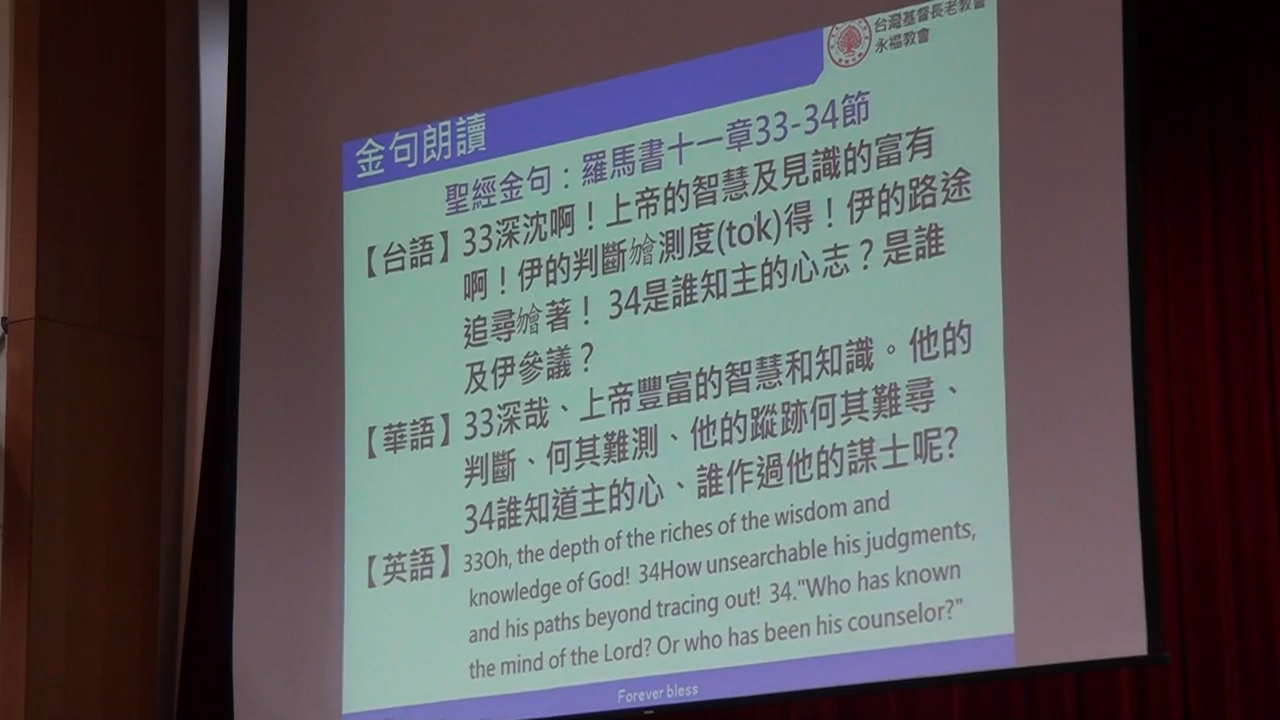 台灣基督長老教會
永福教會
金句朗讀
聖經金句：羅馬書十一章33-34節
【台語】33深沈啊！上帝的智慧及見識的富有
啊！伊的判斷𣍐測度(tok)得！伊的路途
追尋𣍐著！34是誰知主的心志？是誰
及伊參議？
【華語】33深哉、上帝豐富的智慧和知識。他的
判斷、何其難測、他的蹤跡何其難尋、
34誰知道主的心、誰作過他的謀士呢?
【英語】33Oh, the depth of the riches of the wisdom and
knowledge of God! 34How unsearchable his judgments,
and his paths beyond tracing out! 34."Who has known
the mind of the Lord? Or who has been his counselor?"
Forever bless